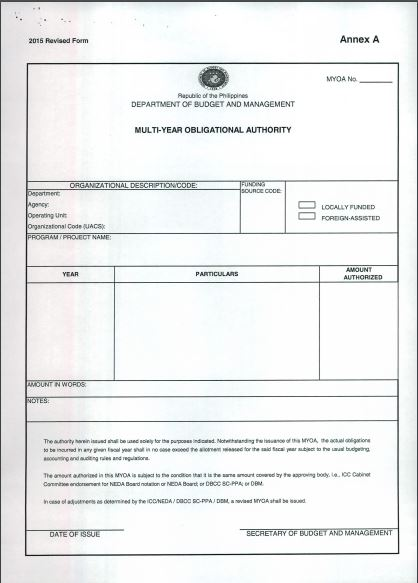 2015 Revised Form
Annex A
MYOA No.
Republic of the Philippines
DEPARTMENT OF BUDGET AND MANAGEMENT
MULTI-YEAR OBLIGATIONAL AUTHORITY
ORGANIZATIONAL DESCRIPTION/CODE:
FUNDING
SOURCE CODE:
Department:
Agency:
LOCALLY FUNDED
Operating Unit:
FOREIGN-ASSISTED
Organizational Code (UACS):
PROGRAM / PROJECT NAME:
YEAR
PARTICULARS
AMOUNT
AUTHORIZED
AMOUNT IN WORDS:
NOTES:
The authority herein issued shall be used solely for the purposes indicated. Notwithstanding the issuance of this MYOA, the actual obligations
to be incurred in any given fiscal year shall in no case exceed the allotment released for the said fiscal year subject to the usual budgeting,
accounting and auditing rules and regulations.
The amount authorized in this MYOA is subject to the condition that it is the same amount covered by the approving body, i.e., ICC Cabinet
Committee endorsement for NEDA Board notation or NEDA Board; or DBCC SC-PPA; or DBM.
In case of adjustments as determined by the ICC/NEDA / DBCC SC-PPA / DBM, a revised MYOA shall be issued.
DATE OF ISSUE
SECRETARY OF BUDGET AND MANAGEMENT